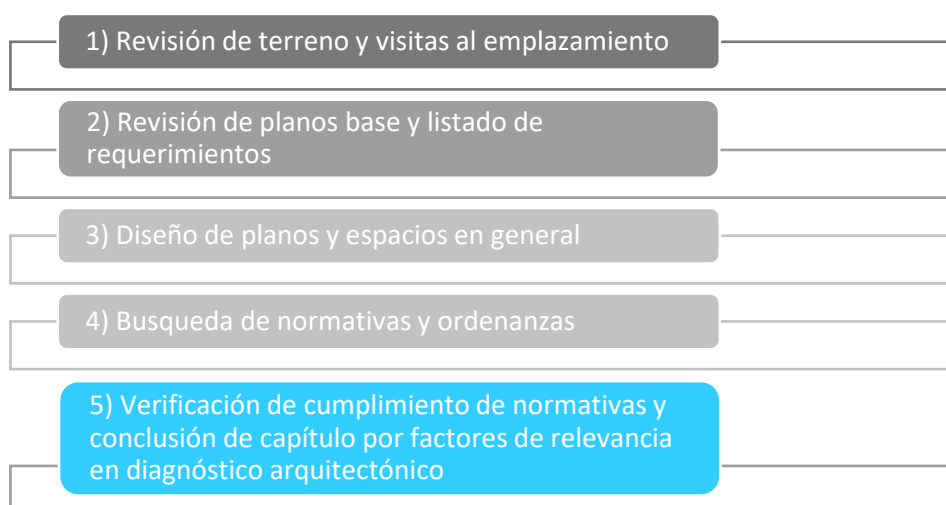 1) Revisión de terreno y visitas al emplazamiento
2) Revisión de planos base y listado de
requerimientos
3) Diseño de planos y espacios en general
4) Busqueda de normativas y ordenanzas
5) Verificación de cumplimiento de normativas y
conclusión de capítulo por factores de relevancia
en diagnóstico arquitectónico